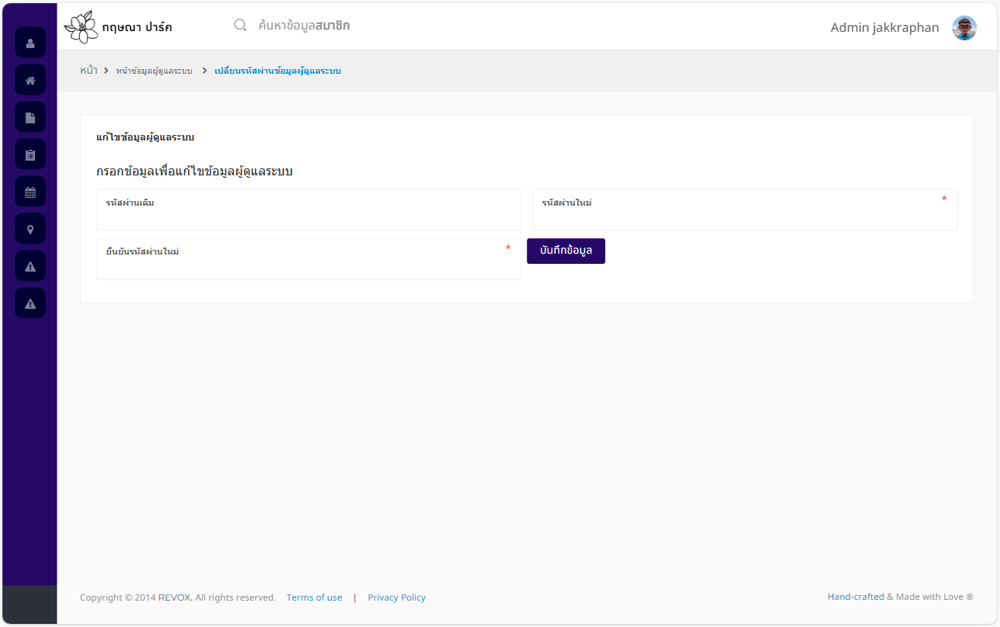 กฤษณา ปาร์ค
ค้นหาข้อมูลสมาชิก
Admin jakkraphan
หน้า > หน้าข้อมูลผู้ดูแลระบบ > เปลี่ยนรหัสผ่านข้อมูลผู้ดูแลระบบ
แก้ไขข้อมูลผู้ดูแลระบบ
กรอกข้อมูลเพื่อแก้ไขข้อมูลผู้ดูแลระบบ
รหัสผ่านเดิม
รหัสผ่านใหม่ *
ยืนยันรหัสผ่านใหม่ *
บันทึกข้อมูล
Copyright © 2014 REVOX. All rights reserved. Terms of use | Privacy Policy
Hand-crafted & Made with Love ®